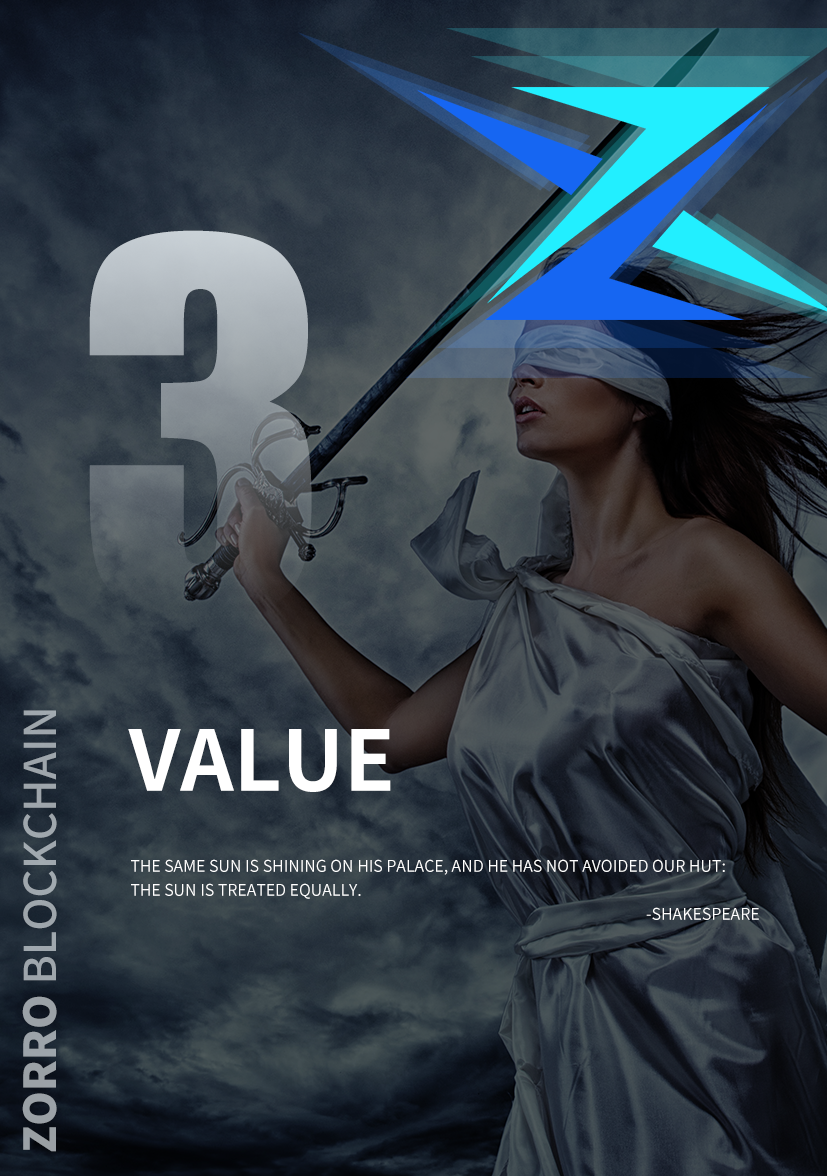 3
VALUE
THE SAME SUN IS SHINING ON HIS PALACE, AND HE HAS NOT AVOIDED OUR HUT:
THE SUN IS TREATED EQUALLY.
-SHAKESPEARE
ZORRO BLOCKCHAIN